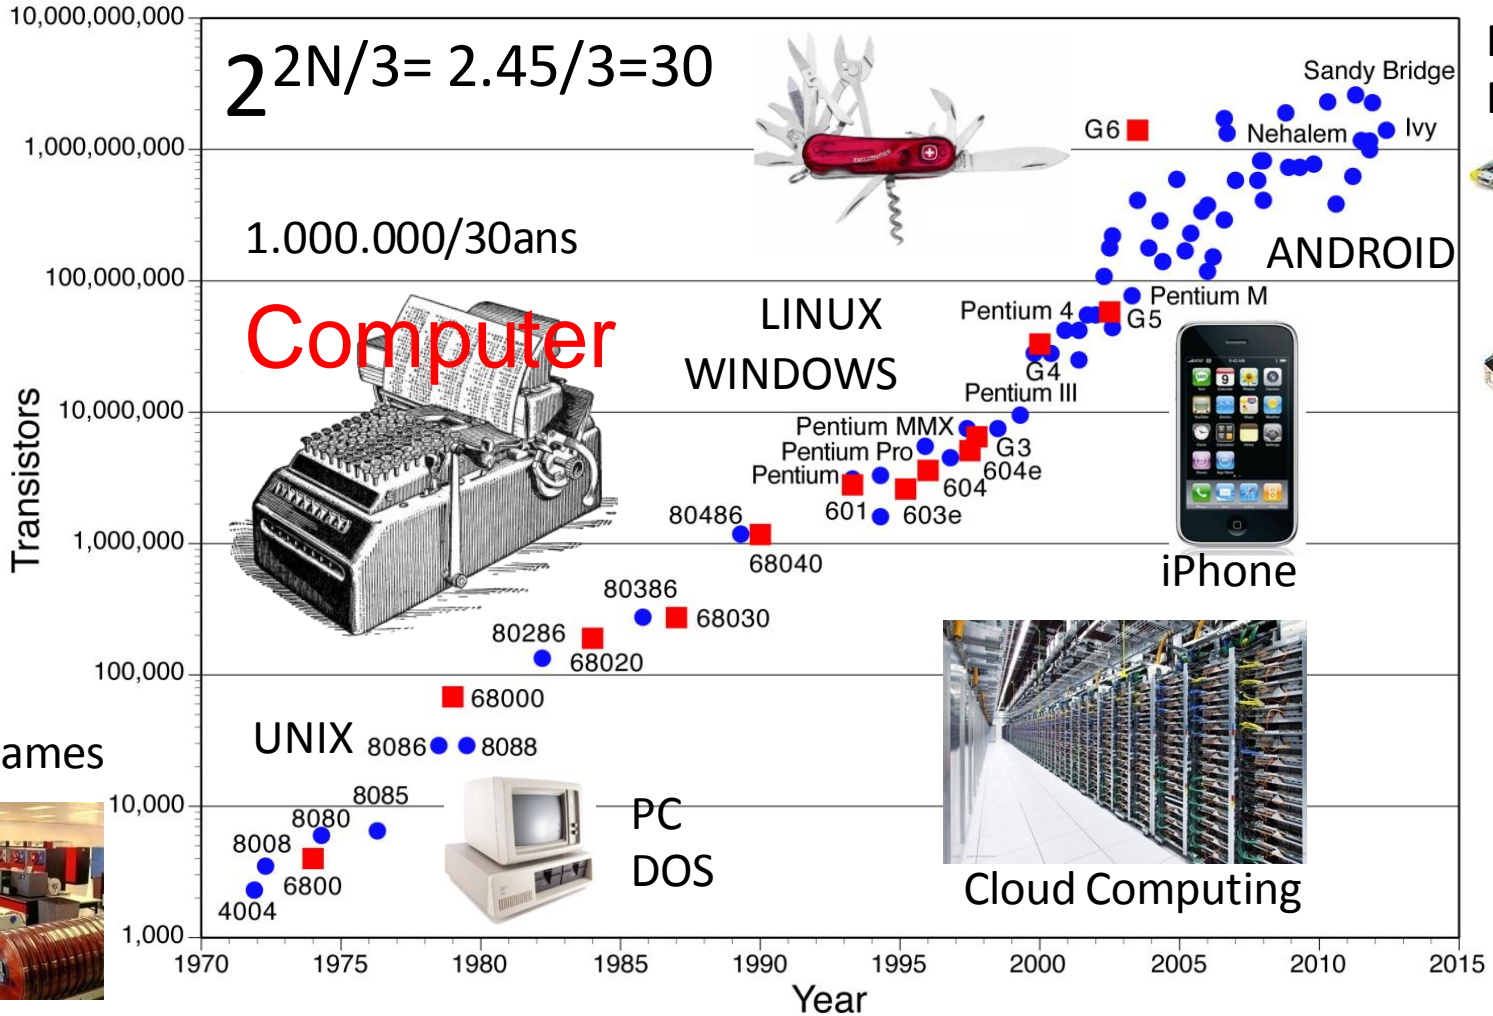 10,000,000,000
1,000,000,000
100,000,000
10,000,000
1,000,000
100,000
10,000
1,000
Transistors
2^2N/3= 2.45/3=30
1.000.000/30ans
Computer
EXCLUSIVITES
G6
Sandy Bridge
Nehalem
Ivy
ANDROID
LINUX
WINDOWS
Pentium 4
Pentium M
G5
G4
Pentium III
Pentium MMX
G3
Pentium Pro
604e
Pentium
604
601
603e
80486
68040
iPhone
80386
68030
80286
68020
68000
UNIX
8086
8088
ames
8085
8080
8008
6800
4004
PC
DOS
Cloud Computing
1970
1975
1980
1985
1990
1995
2000
2005
2010
2015
Year